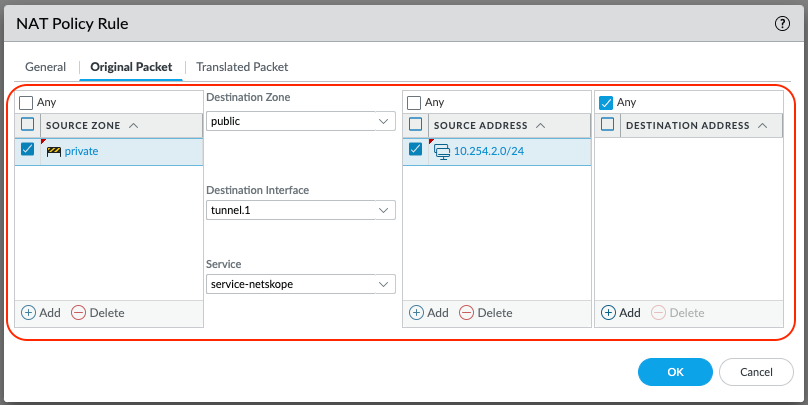 NAT Policy Rule
General
Original Packet
Translated Packet
Any
SOURCE ZONE
private
Add
Delete
Destination Zone
public
Destination Interface
tunnel.1
Service
service-netskope
Any
SOURCE ADDRESS
10.254.2.0/24
Add
Delete
Any
DESTINATION ADDRESS
Add
Delete
OK
Cancel